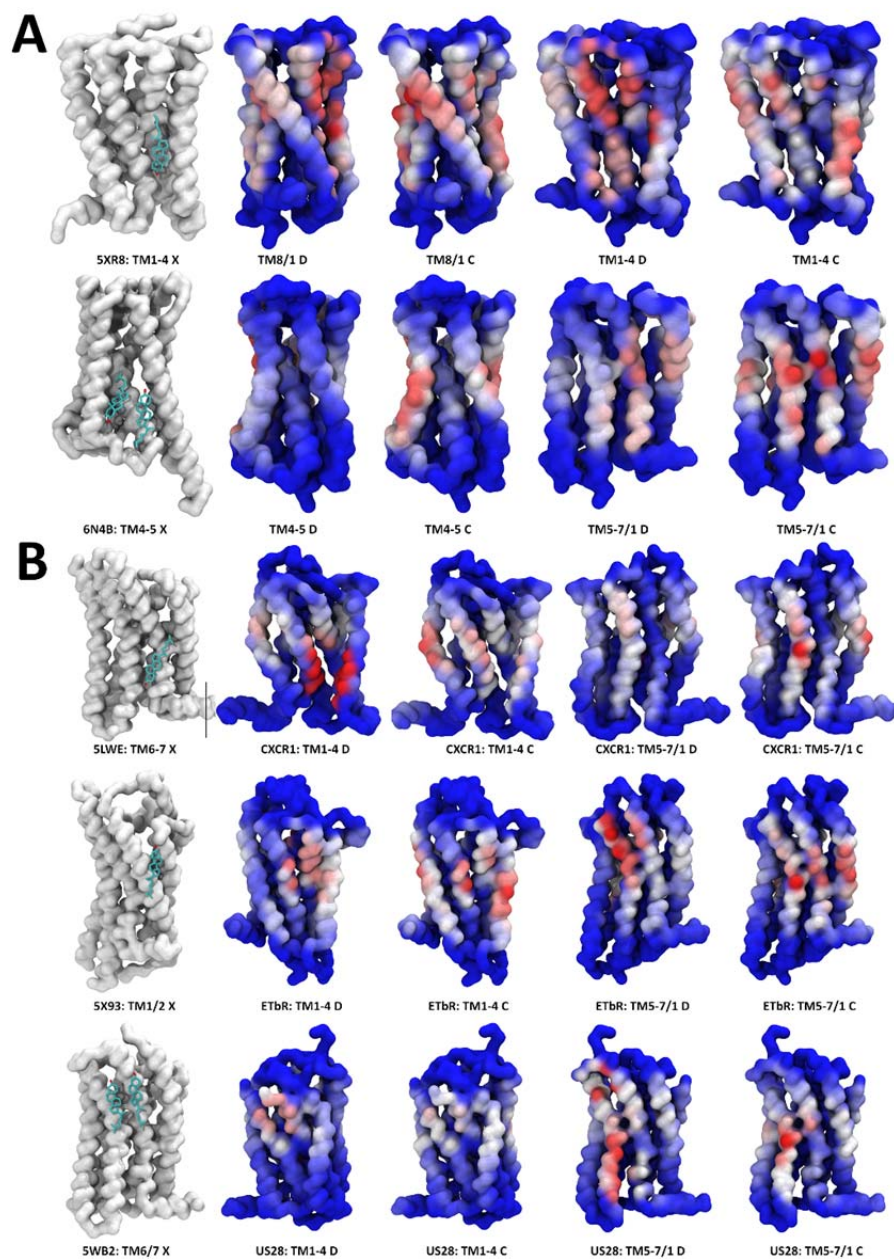 A
5XR8: TM1-4 X TM8/1 D TM8/1 C TM1-4 D TM1-4 C
6N4B: TM4-5 X TM4-5 D TM4-5 C TM5-7/1 D TM5-7/1 C
B
5LWE: TM6-7 X CXCR1: TM1-4 D CXCR1: TM1-4 C CXCR1: TM5-7/1 D CXCR1: TM5-7/1 C
5X93: TM1/2 X ETbR: TM1-4 D ETbR: TM1-4 C ETbR: TM5-7/1 D ETbR: TM5-7/1 C
5WB2: TM6/7 X US28: TM1-4 D US28: TM1-4 C US28: TM5-7/1 D US28: TM5-7/1 C